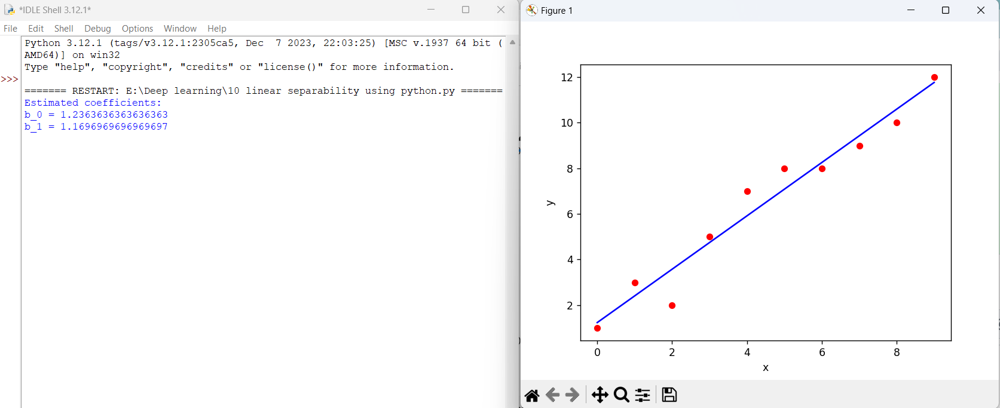 *IDLE Shell 3.12.1*
File Edit Shell Debug Options Window Help
Python 3.12.1 (tags/v3.12.1:2305ca5, Dec  7 2023, 22:03:25) [MSC v.1937 64 bit (
AMD64)] on win32
Type "help", "copyright", "credits" or "license()" for more information.
>>>
======= RESTART: E:\Deep learning\10 linear separability using python.py =======
Estimated coefficients:
b_0 = 1.2363636363636363
b_1 = 1.1696969696969697
Figure 1
12
10
8
6
4
2
y
0 2 4 6 8
x